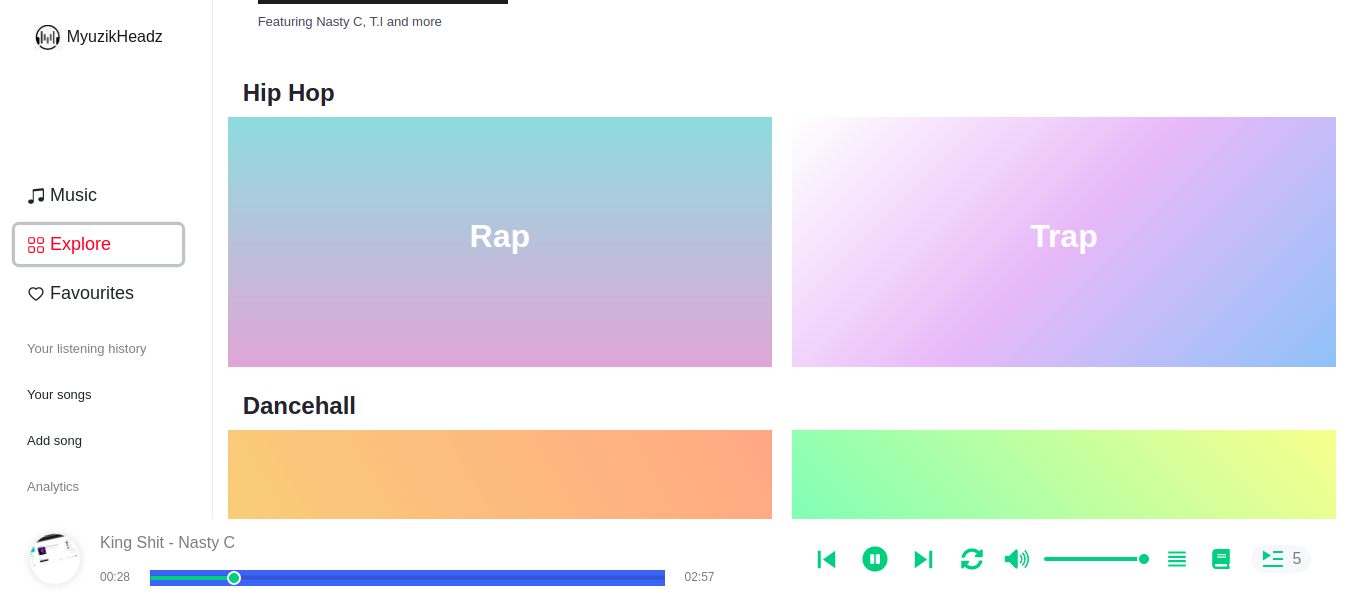 MyuzikHeadz
Music
Explore
Favourites
Your listening history
Your songs
Add song
Analytics
Featuring Nasty C, T.I and more
Hip Hop
Rap
Trap
Dancehall
King Shit - Nasty C
00:28
02:57
5